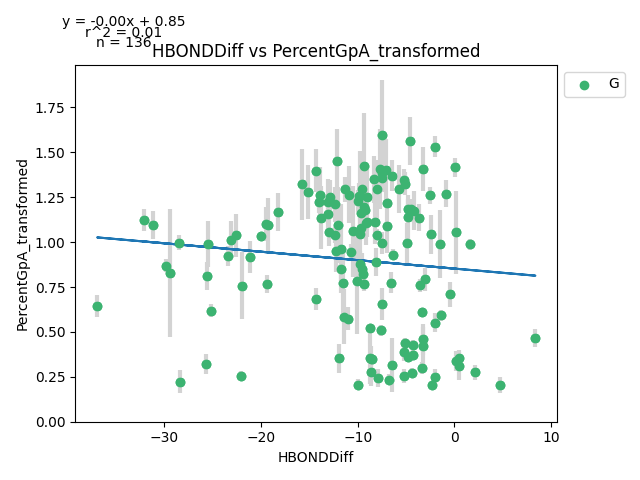 y = -0.00x + 0.85
r^2 = 0.01
n = 136
HBONDDiff vs PercentGpA_transformed
G
PercentGpA_transformed
1.75
1.50
1.25
1.00
0.75
0.50
0.25
0.00
−30
−20
−10
0
10
HBONDDiff